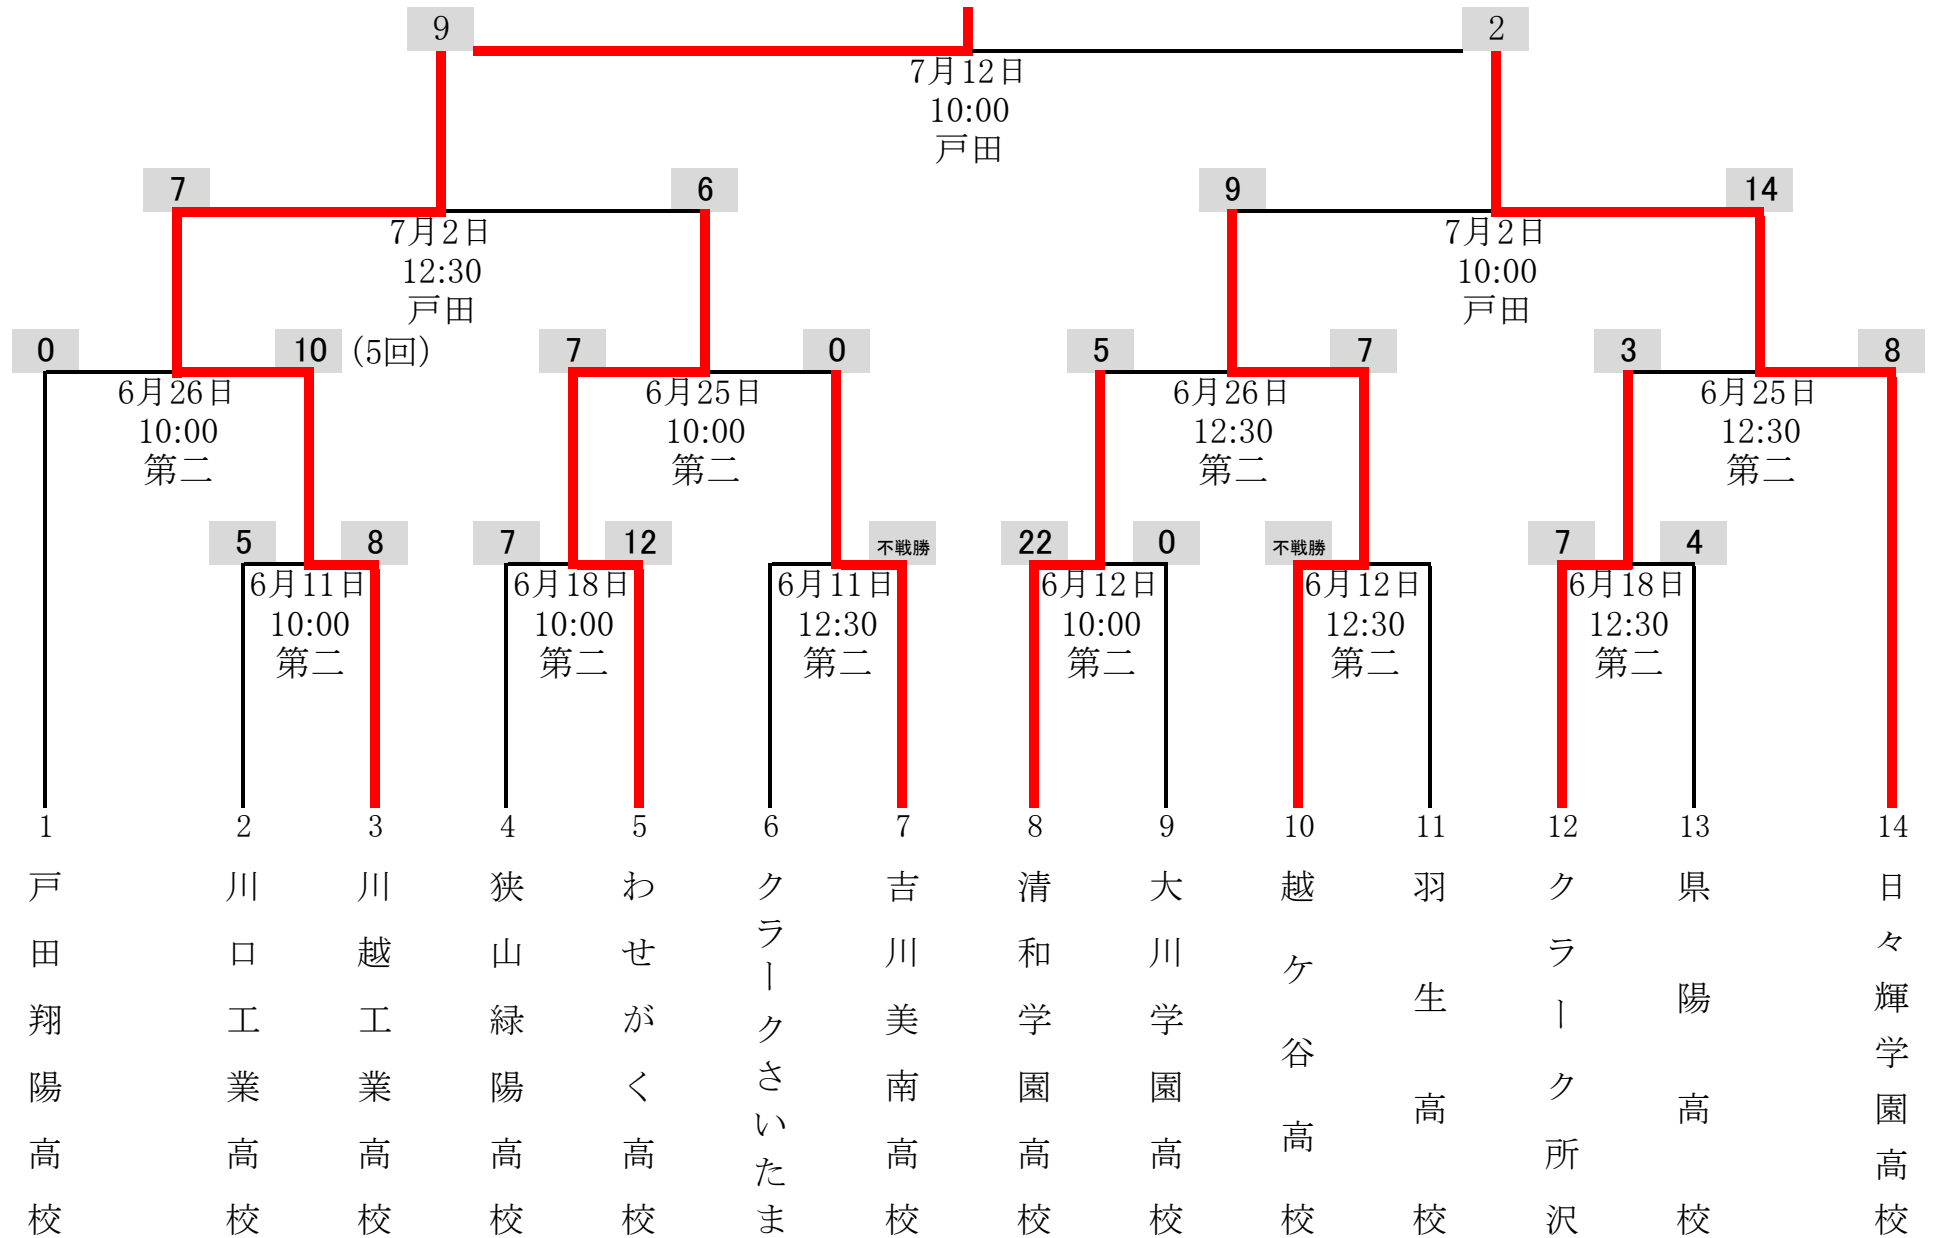 9
2
7月12日
10:00
戸田
7
6
9
14
7月2日
12:30
戸田
7月2日
10:00
戸田
0
10
(5回)
7
0
5
7
3
8
6月26日
10:00
第二
6月25日
10:00
第二
6月26日
12:30
第二
6月25日
12:30
第二
5
8
7
12
不戦勝
22
0
不戦勝
7
4
6月11日
10:00
第二
6月18日
10:00
第二
6月11日
12:30
第二
6月12日
10:00
第二
6月12日
12:30
第二
6月18日
12:30
第二
1
戸田翔陽高校
2
川口工業高校
3
川越工業高校
4
狭山緑陽高校
5
わせがく高校
6
クラークさいたま
7
吉川美南高校
8
清和学園高校
9
大川学園高校
10
越ケ谷高校
11
羽生高校
12
クラーク所沢
13
県陽高校
14
日々輝学園高校